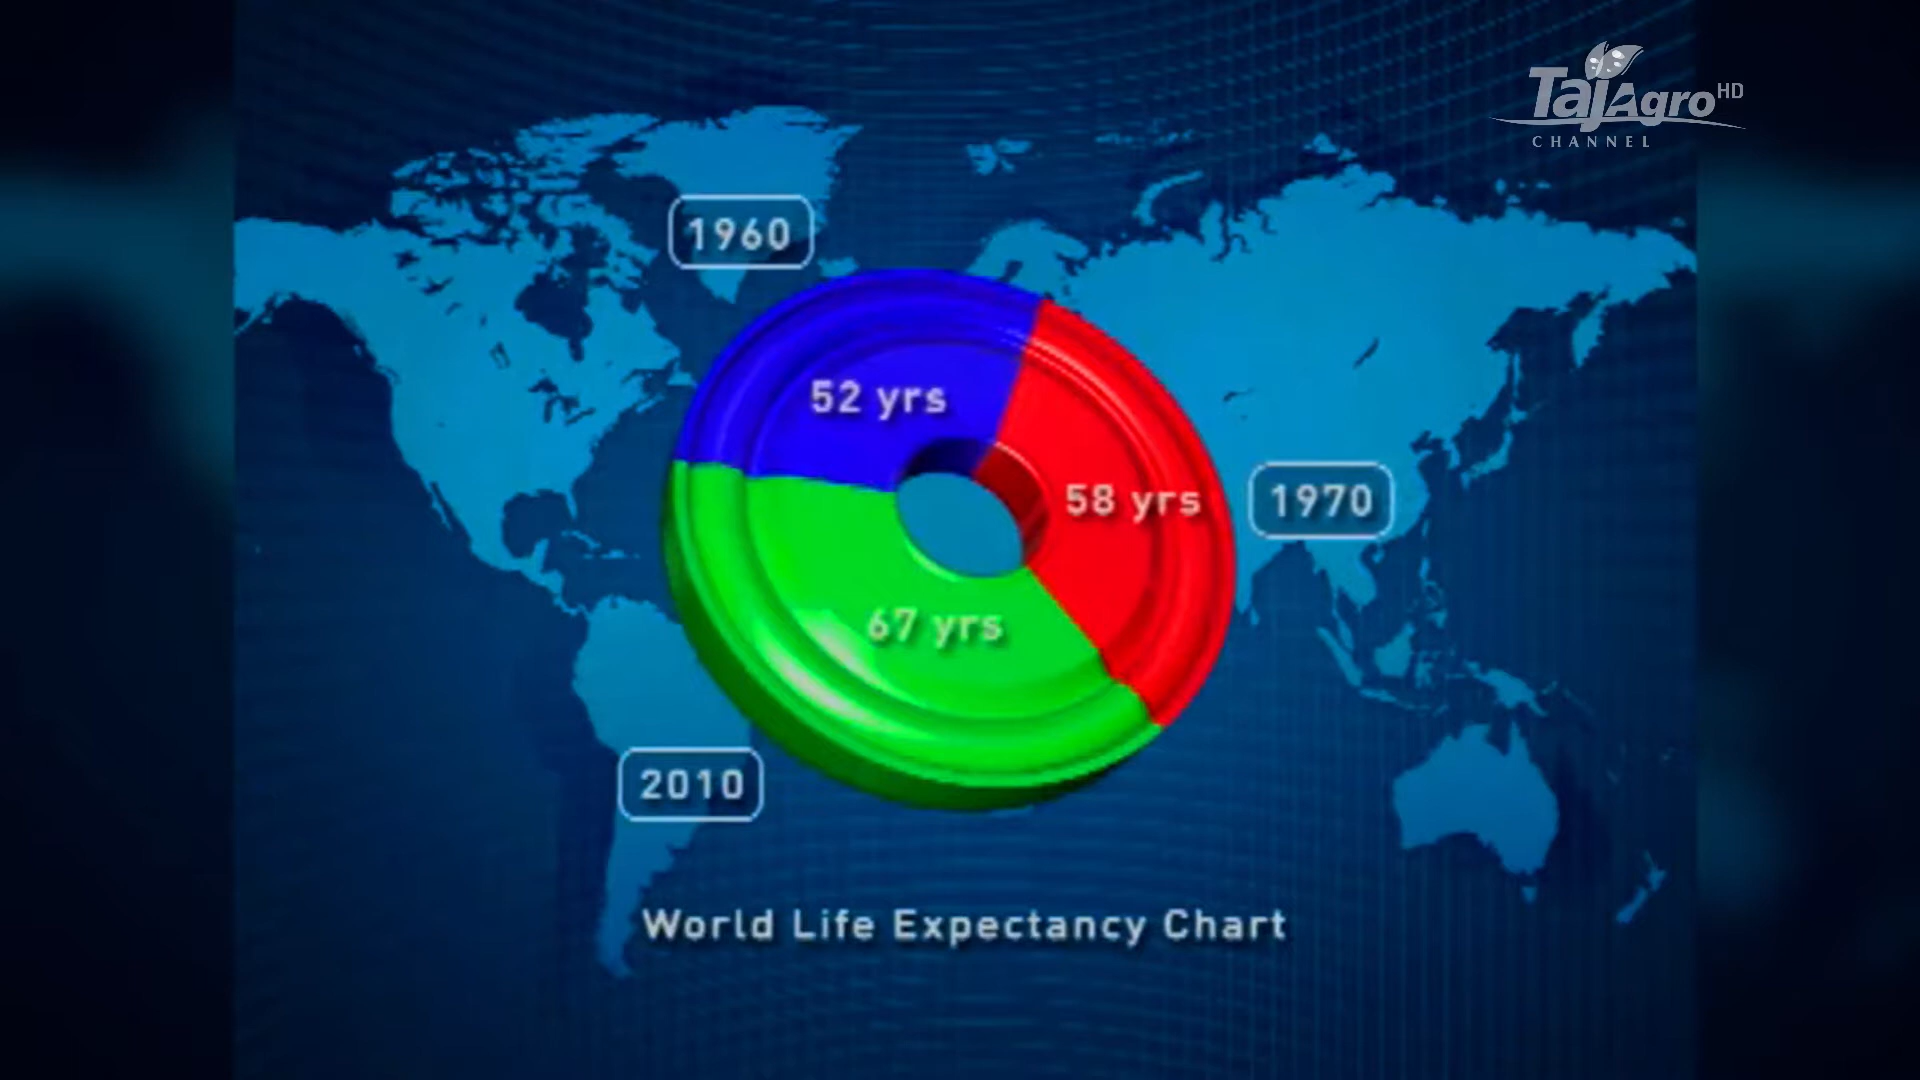 TajAgro HD
CHANNEL
1960
52 yrs
58 yrs
1970
67 yrs
2010
World Life Expectancy Chart